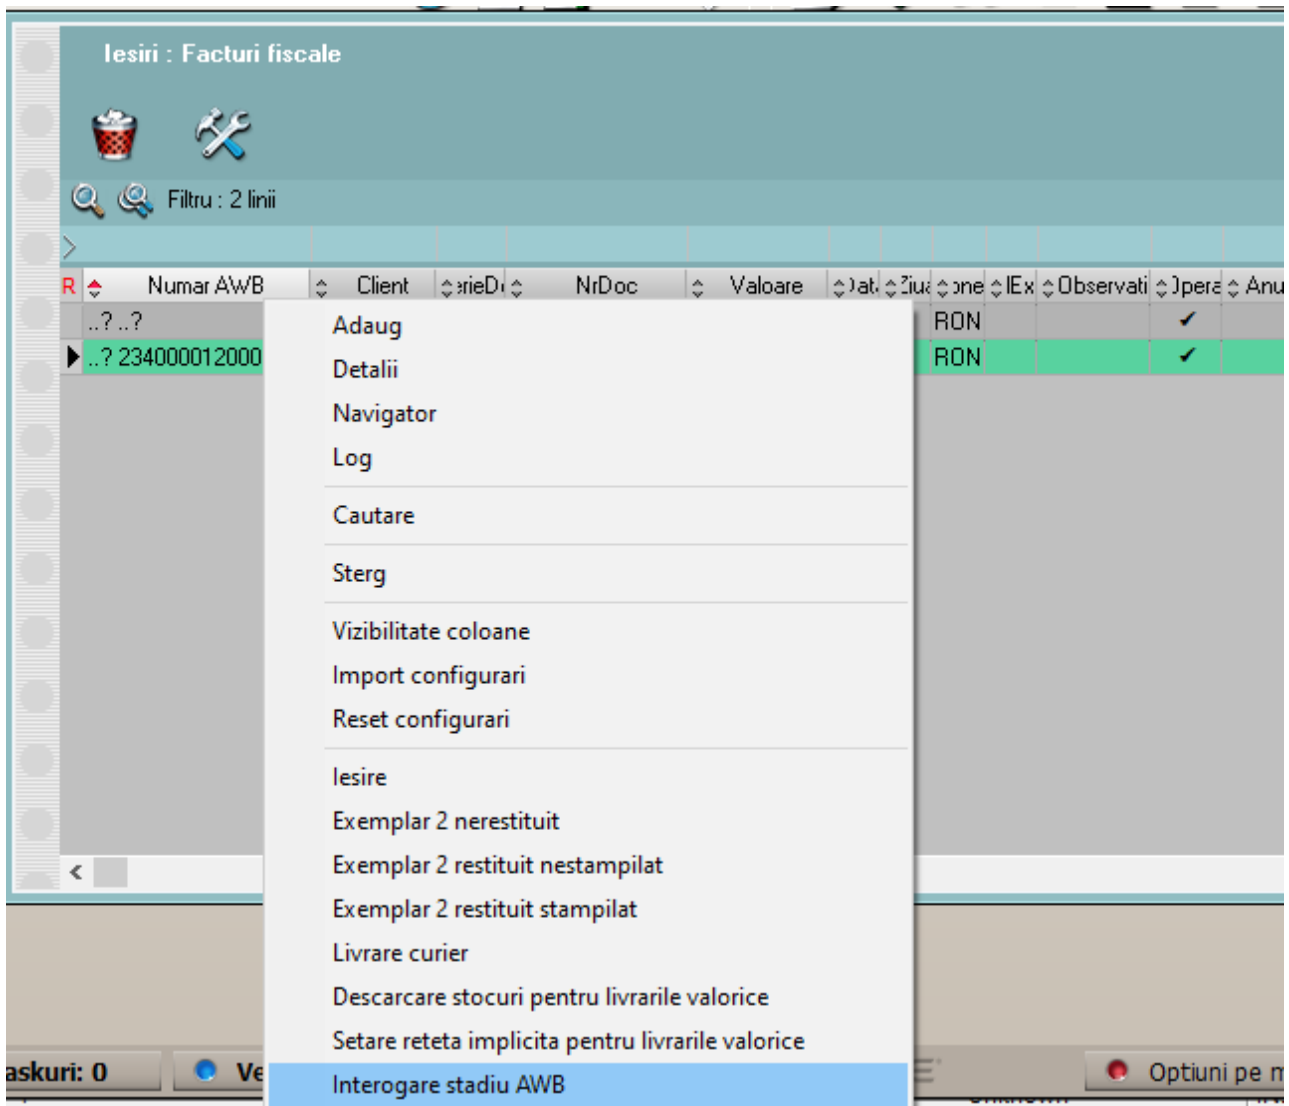 Iesiri : Facturi fiscale
Filtru : 2 linii
R Numar AWB Client NrDoc Valoare Observati Anu
..? ..? RON ✔
..? 234000012000 RON ✔
Adaug
Detalii
Navigator
Log
Cautare
Sterg
Vizibilitate coloane
Import configurari
Reset configurari
Iesire
Exemplar 2 nerestituit
Exemplar 2 restituit nestampilat
Exemplar 2 restituit stampilat
Livrare curier
Descarcare stocuri pentru livrarile valorice
Setare reteta implicita pentru livrarile valorice
Interogare stadiu AWB
askuri: 0 Ve Optiuni pe m